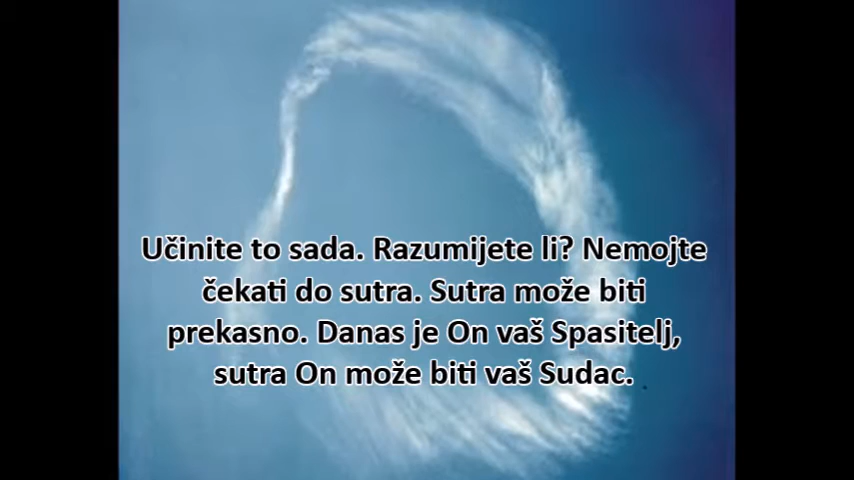 Učinite to sada. Razumijete li? Nemojte
čekati do sutra. Sutra može biti
prekasno. Danas je On vaš Spasitelj,
sutra On može biti vaš Sudac.